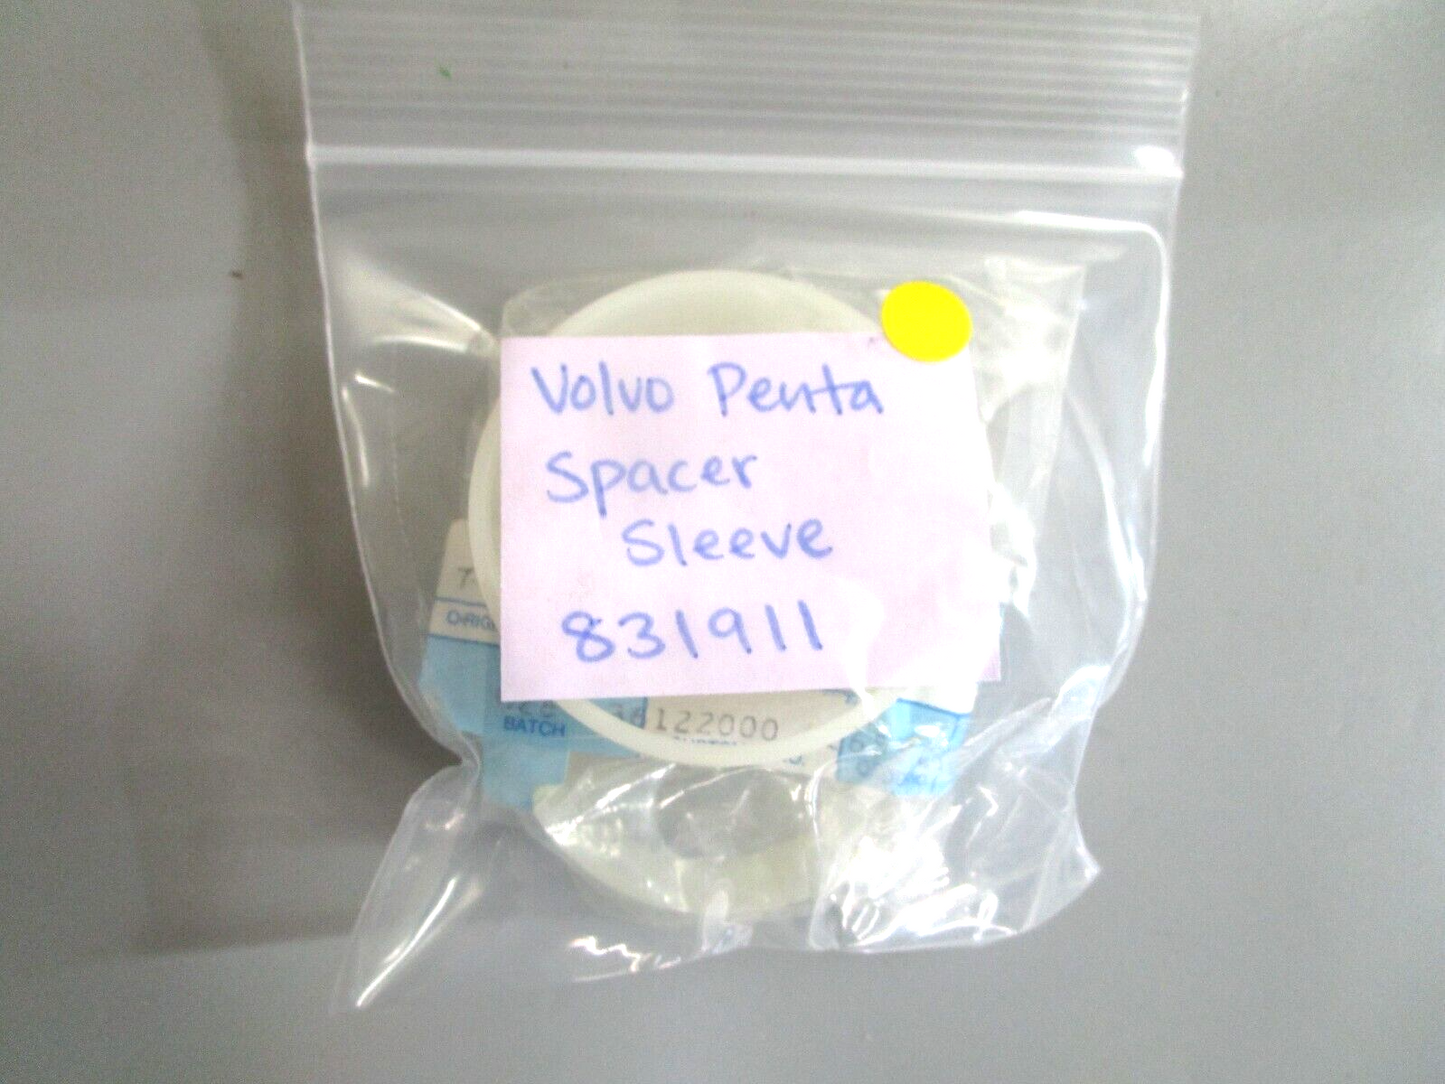 Volvo Penta
Spacer
Sleeve
831911
BATCH
122000